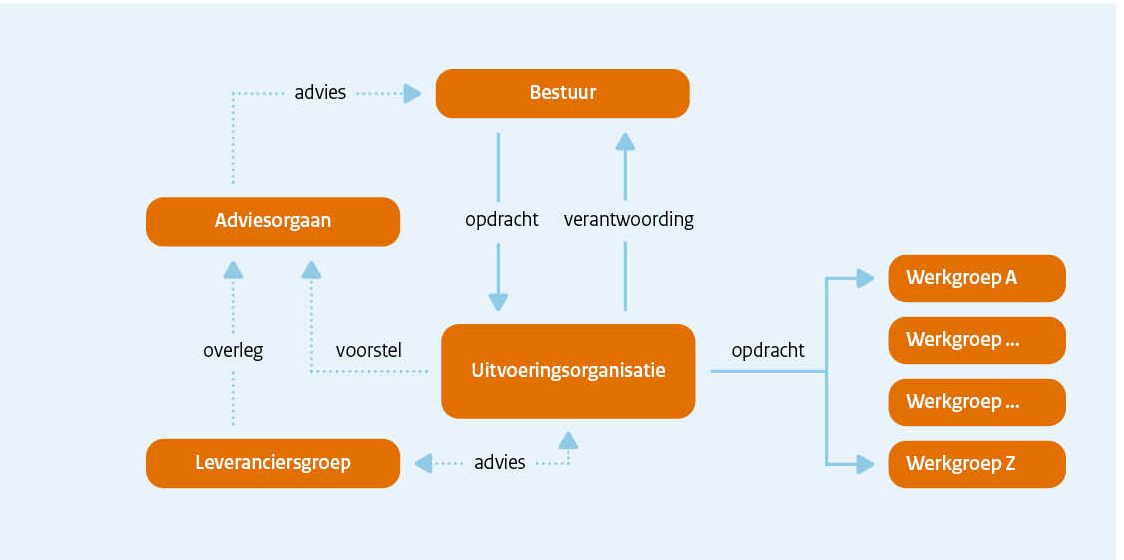 advies
Bestuur
Adviesorgaan
opdracht
verantwoording
Werkgroep A
Werkgroep ...
Werkgroep ...
Werkgroep Z
overleg
voorstel
Uitvoeringsorganisatie
opdracht
Leveranciersgroep
advies